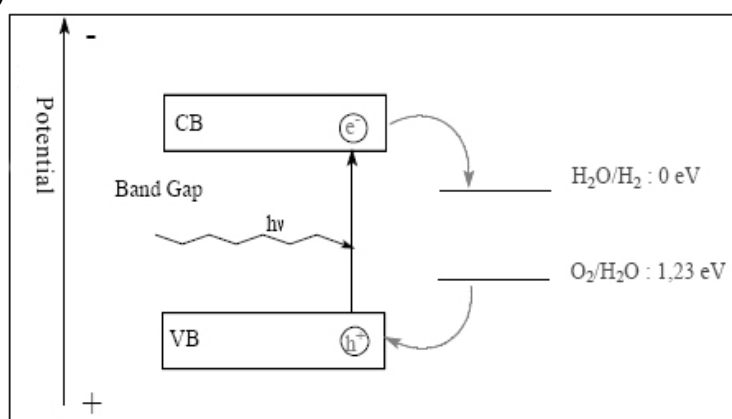 -
Potential
CB
e⁻
Band Gap
H₂O/H₂ : 0 eV
hν
O₂/H₂O : 1,23 eV
VB
h⁺
+